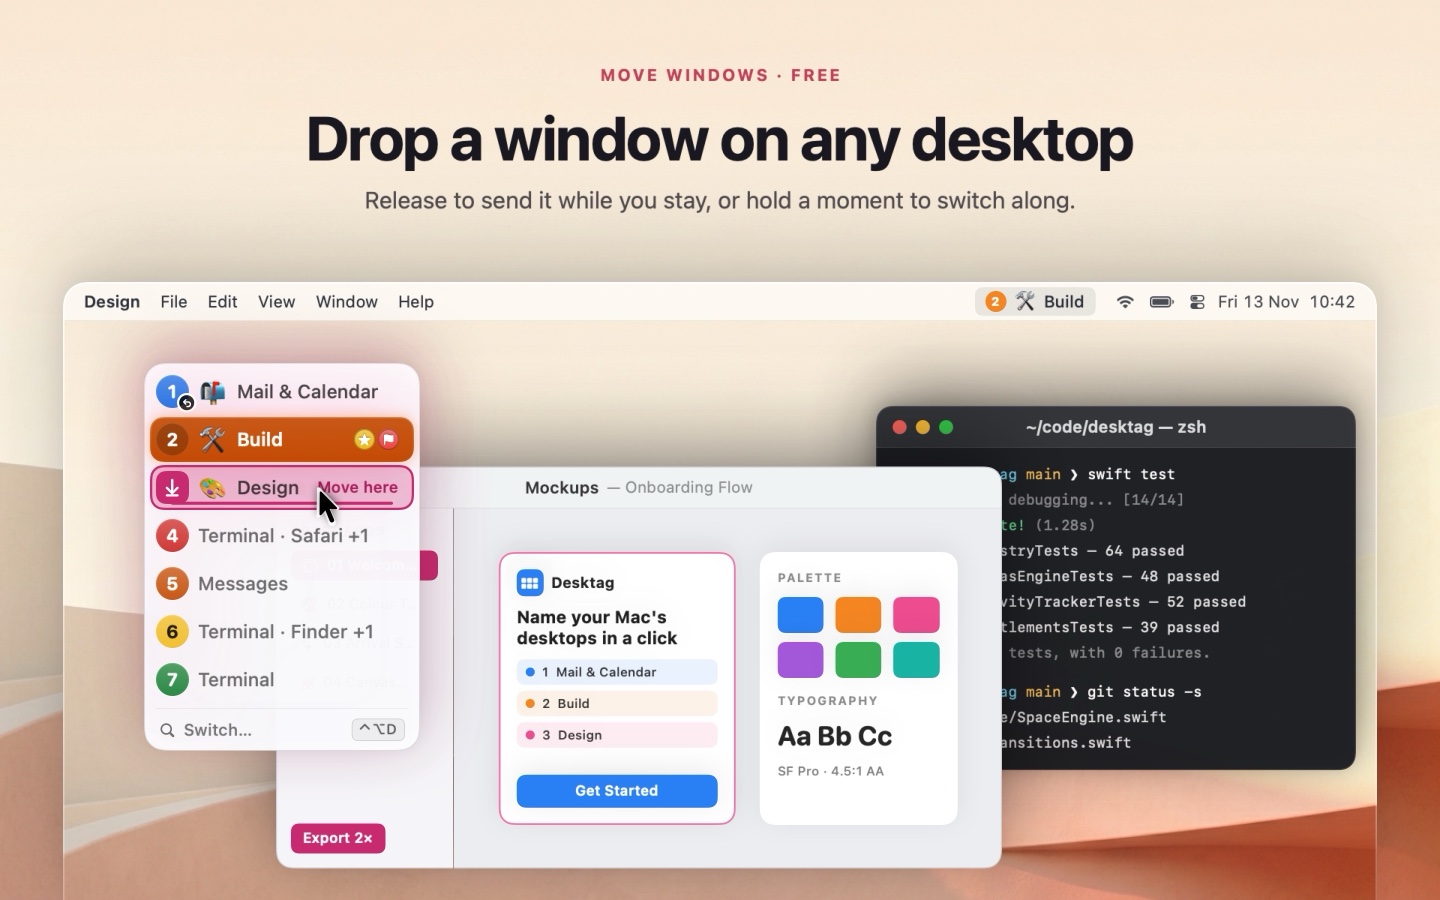 MOVE WINDOWS · FREE
Drop a window on any desktop
Release to send it while you stay, or hold a moment to switch along.
Design File Edit View Window Help
2 Build
Fri 13 Nov 10:42
1 Mail & Calendar
2 Build
Design Move here
4 Terminal · Safari +1
5 Messages
6 Terminal · Finder +1
7 Terminal
Switch... ^⌥D
Mockups — Onboarding Flow
Desktag
Name your Mac's
desktops in a click
1 Mail & Calendar
2 Build
3 Design
Get Started
Export 2×
PALETTE
TYPOGRAPHY
Aa Bb Cc
SF Pro · 4.5:1 AA
~/code/desktag — zsh
ag main ❯ swift test
debugging... [14/14]
te! (1.28s)
stryTests — 64 passed
asEngineTests — 48 passed
vityTrackerTests — 52 passed
tlementsTests — 39 passed
tests, with 0 failures.
ag main ❯ git status -s
e/SpaceEngine.swift
ansitions.swift